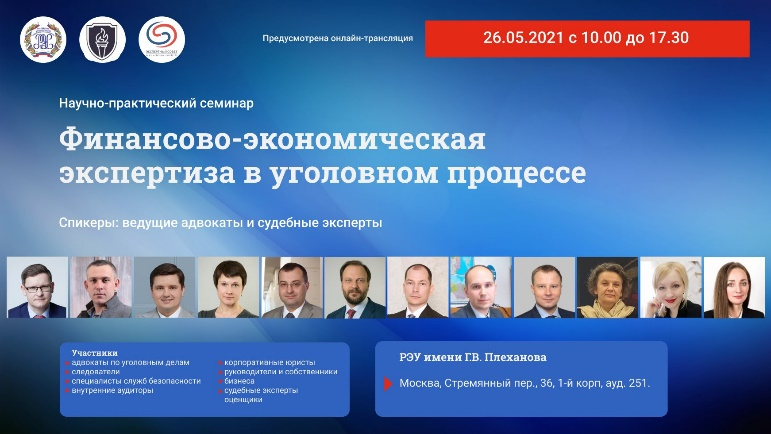 Предусмотрена онлайн-трансляция
26.05.2021 с 10.00 до 17.30
Научно-практический семинар
Финансово-экономическая
экспертиза в уголовном процессе
Спикеры: ведущие адвокаты и судебные эксперты
Участники
адвокаты по уголовным делам
следователи
специалисты служб безопасности
внутренние аудиторы
корпоративные юристы
руководители и собственники
бизнеса
судебные эксперты
оценщики
РЭУ имени Г.В. Плеханова
Москва, Стремянный пер., 36, 1-й корп, ауд. 251.